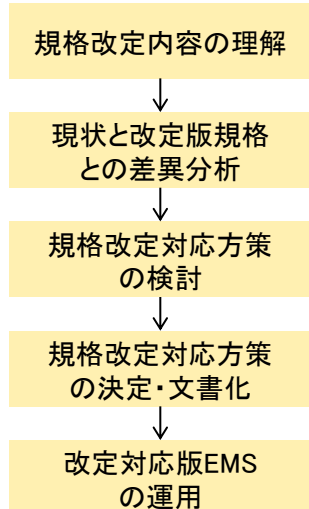 規格改定内容の理解
現状と改定版規格
との差異分析
規格改定対応方策
の検討
規格改定対応方策
の決定・文書化
改定対応版EMS
の運用